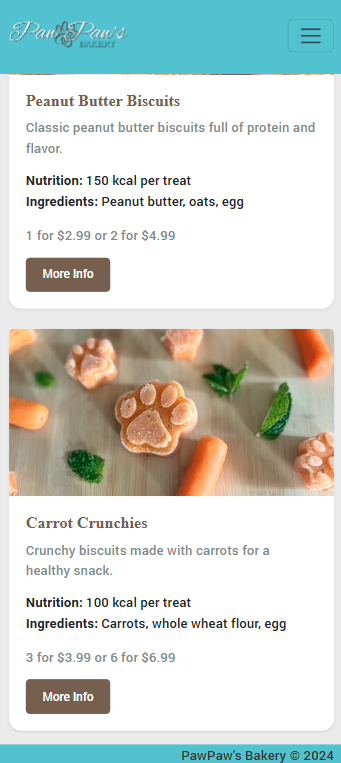 Paw Paw's
BAKERY
Peanut Butter Biscuits
Classic peanut butter biscuits full of protein and
flavor.
Nutrition: 150 kcal per treat
Ingredients: Peanut butter, oats, egg
1 for $2.99 or 2 for $4.99
More Info
Carrot Crunchies
Crunchy biscuits made with carrots for a
healthy snack.
Nutrition: 100 kcal per treat
Ingredients: Carrots, whole wheat flour, egg
3 for $3.99 or 6 for $6.99
More Info
PawPaw's Bakery © 2024